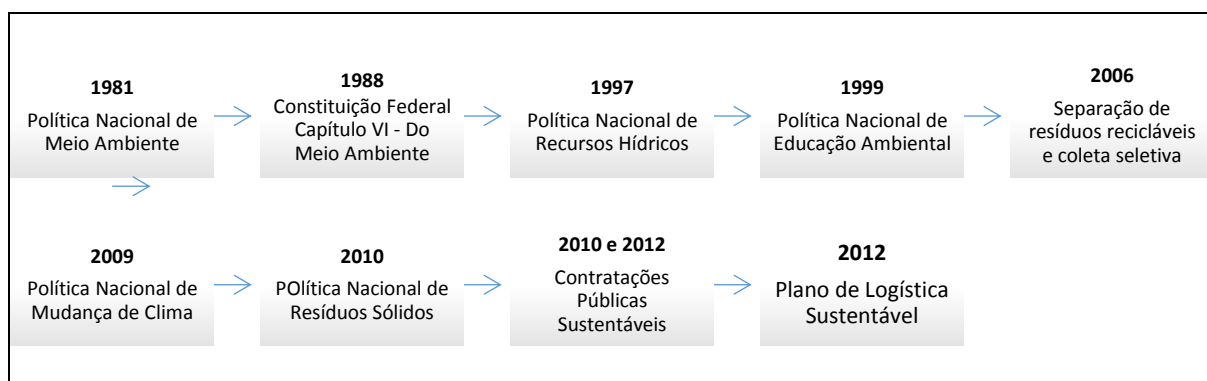 1981
Política Nacional de
Meio Ambiente
1988
Constituição Federal
Capítulo VI - Do
Meio Ambiente
1997
Política Nacional de
Recursos Hídricos
1999
Política Nacional de
Educação Ambiental
2006
Separação de
resíduos recicláveis
e coleta seletiva
2009
Política Nacional de
Mudança de Clima
2010
POlítica Nacional de
Resíduos Sólidos
2010 e 2012
Contratações
Públicas
Sustentáveis
2012
Plano de Logística
Sustentável